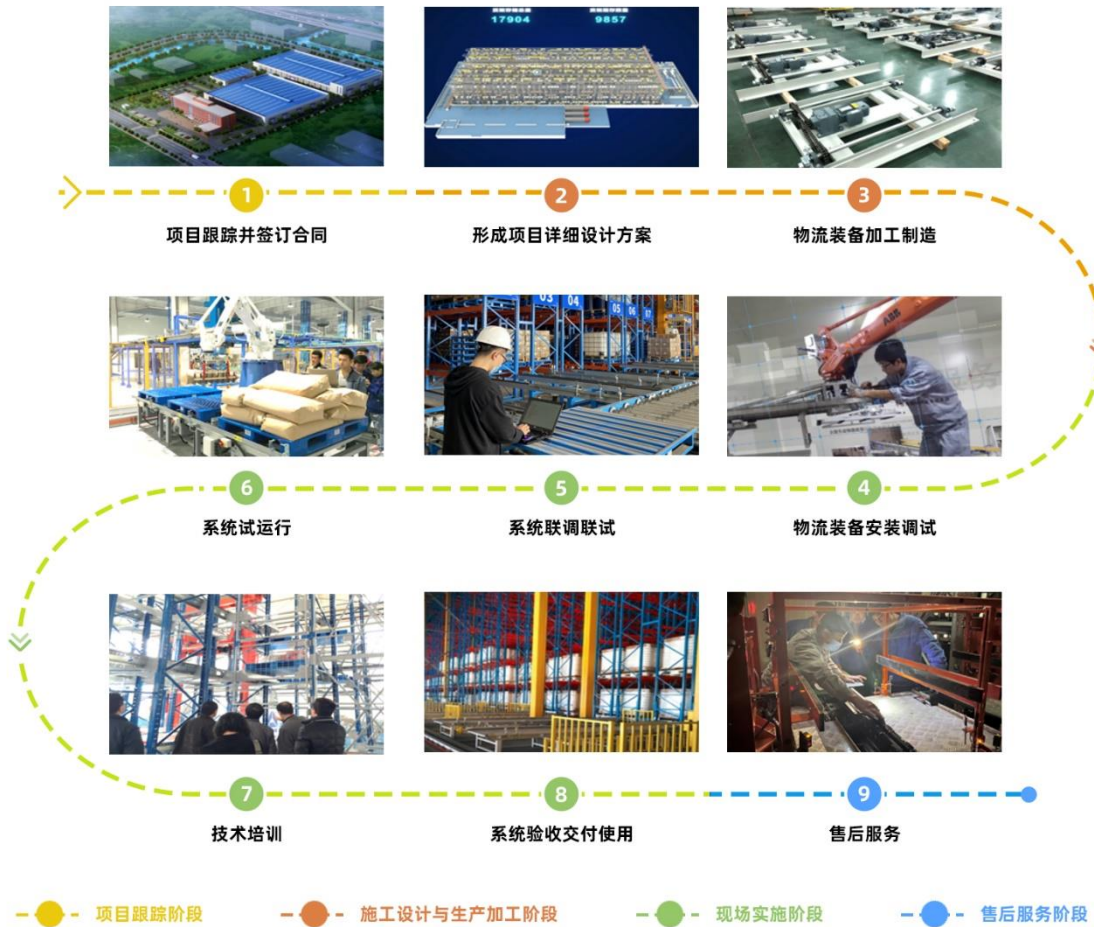 17904
9857
1
2
3
项目跟踪并签订合同
形成项目详细设计方案
物流装备加工制造
03
04
05
06
07
ABB
6
5
4
系统试运行
系统联调联试
物流装备安装调试
7
8
9
技术培训
系统验收交付使用
售后服务
项目跟踪阶段
施工设计与生产加工阶段
现场实施阶段
售后服务阶段